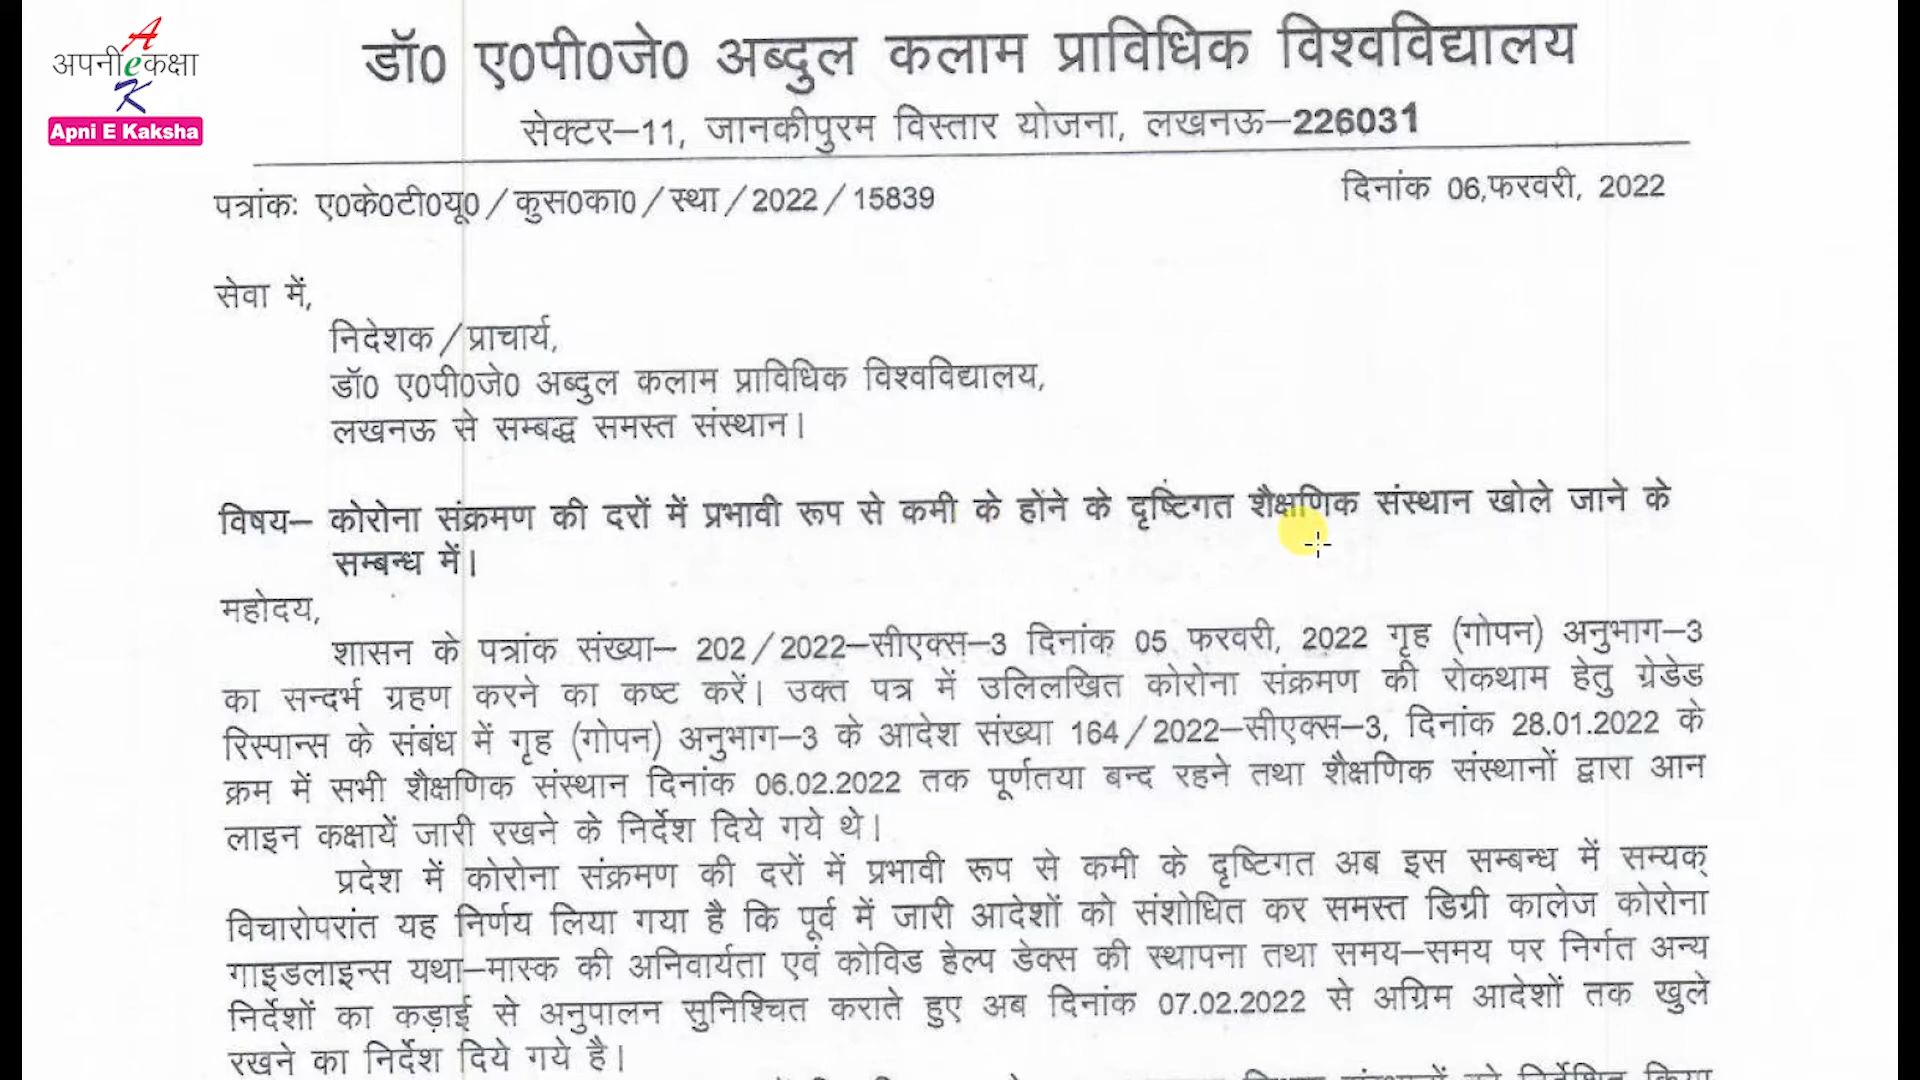 अपनी e कक्षा
A
K
Apni E Kaksha
डॉ0 ए0पी0जे0 अब्दुल कलाम प्राविधिक विश्वविद्यालय
सेक्टर–11, जानकीपुरम विस्तार योजना, लखनऊ–226031
पत्रांकः ए0के0टी0यू0/कुस0का0/स्था/2022/15839
दिनांक 06,फरवरी, 2022
सेवा में,
निदेशक/प्राचार्य,
डॉ0 ए0पी0जे0 अब्दुल कलाम प्राविधिक विश्वविद्यालय,
लखनऊ से सम्बद्ध समस्त संस्थान।
विषय– कोरोना संक्रमण की दरों में प्रभावी रूप से कमी के होंने के दृष्टिगत शैक्षणिक संस्थान खोले जाने के
सम्बन्ध में।
महोदय,
शासन के पत्रांक संख्या– 202/2022–सीएक्स–3 दिनांक 05 फरवरी, 2022 गृह (गोपन) अनुभाग–3
का सन्दर्भ ग्रहण करने का कष्ट करें। उक्त पत्र में उलिलखित कोरोना संक्रमण की रोकथाम हेतु ग्रेडेड
रिस्पान्स के संबंध में गृह (गोपन) अनुभाग–3 के आदेश संख्या 164/2022–सीएक्स–3, दिनांक 28.01.2022 के
क्रम में सभी शैक्षणिक संस्थान दिनांक 06.02.2022 तक पूर्णतया बन्द रहने तथा शैक्षणिक संस्थानों द्वारा आन
लाइन कक्षायें जारी रखने के निर्देश दिये गये थे।
प्रदेश में कोरोना संक्रमण की दरों में प्रभावी रूप से कमी के दृष्टिगत अब इस सम्बन्ध में सम्यक्
विचारोपरांत यह निर्णय लिया गया है कि पूर्व में जारी आदेशों को संशोधित कर समस्त डिग्री कालेज कोरोना
गाइडलाइन्स यथा–मास्क की अनिवार्यता एवं कोविड हेल्प डेक्स की स्थापना तथा समय–समय पर निर्गत अन्य
निर्देशों का कड़ाई से अनुपालन सुनिश्चित कराते हुए अब दिनांक 07.02.2022 से अग्रिम आदेशों तक खुले
रखने का निर्देश दिये गये है।